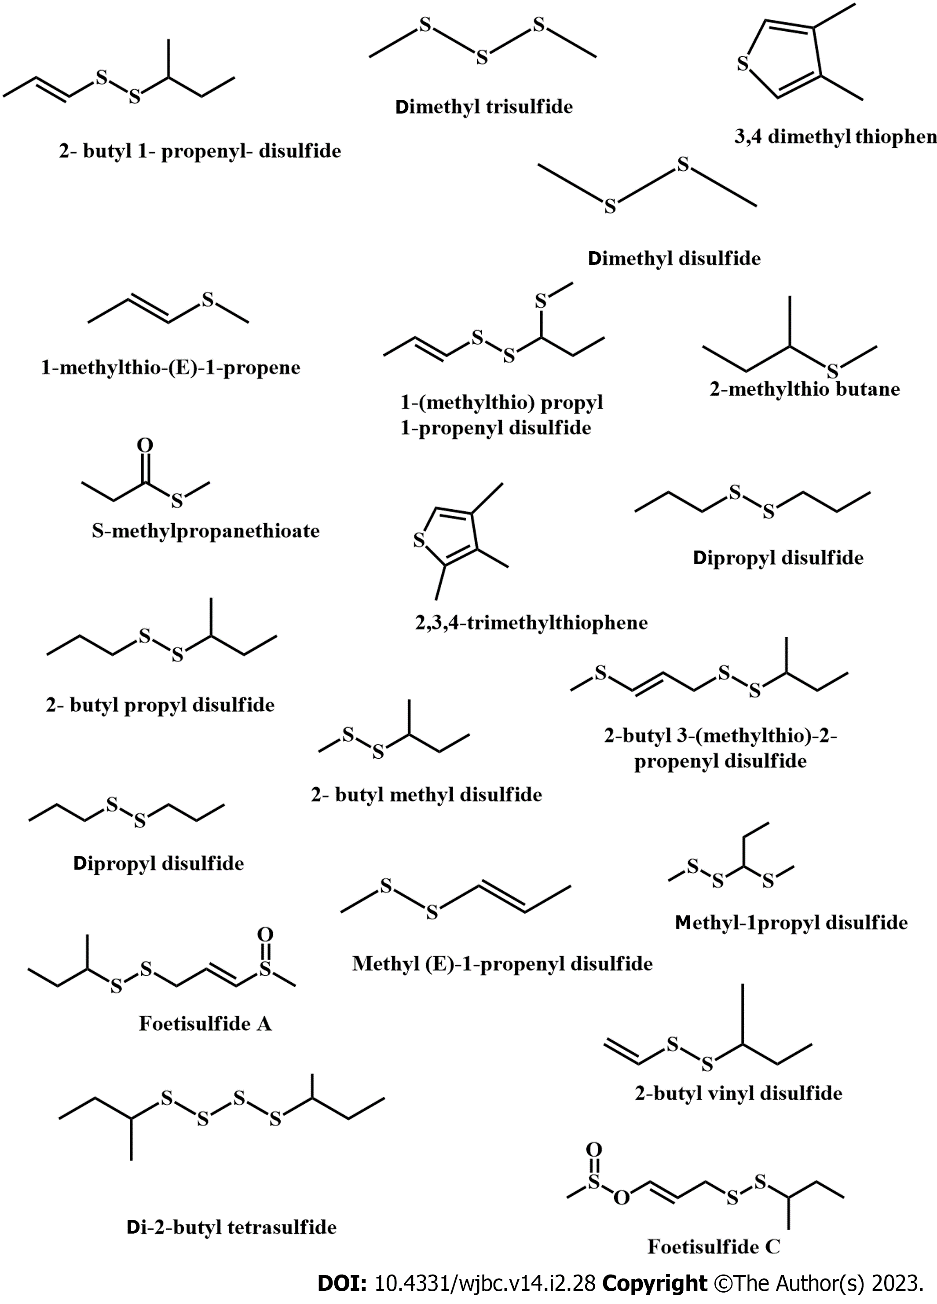 S
S
S
S
S
S
2- butyl 1- propenyl- disulfide
Dimethyl trisulfide
3,4 dimethyl thiophen
S
S
Dimethyl disulfide
S
1-methylthio-(E)-1-propene
S
S
S
1-(methylthio) propyl
1-propenyl disulfide
S
2-methylthio butane
O
S
S-methylpropanethioate
S
2,3,4-trimethylthiophene
S
S
Dipropyl disulfide
S
S
2- butyl propyl disulfide
S
S
S
2-butyl 3-(methylthio)-2-
propenyl disulfide
S
S
2- butyl methyl disulfide
S
S
Dipropyl disulfide
S
S
Methyl (E)-1-propenyl disulfide
S
S
S
Methyl-1propyl disulfide
O
S
S
S
Foetisulfide A
S
S
2-butyl vinyl disulfide
S
S
S
S
Di-2-butyl tetrasulfide
O
S
O
S
S
Foetisulfide C
DOI: 10.4331/wjbc.v14.i2.28 Copyright ©The Author(s) 2023.